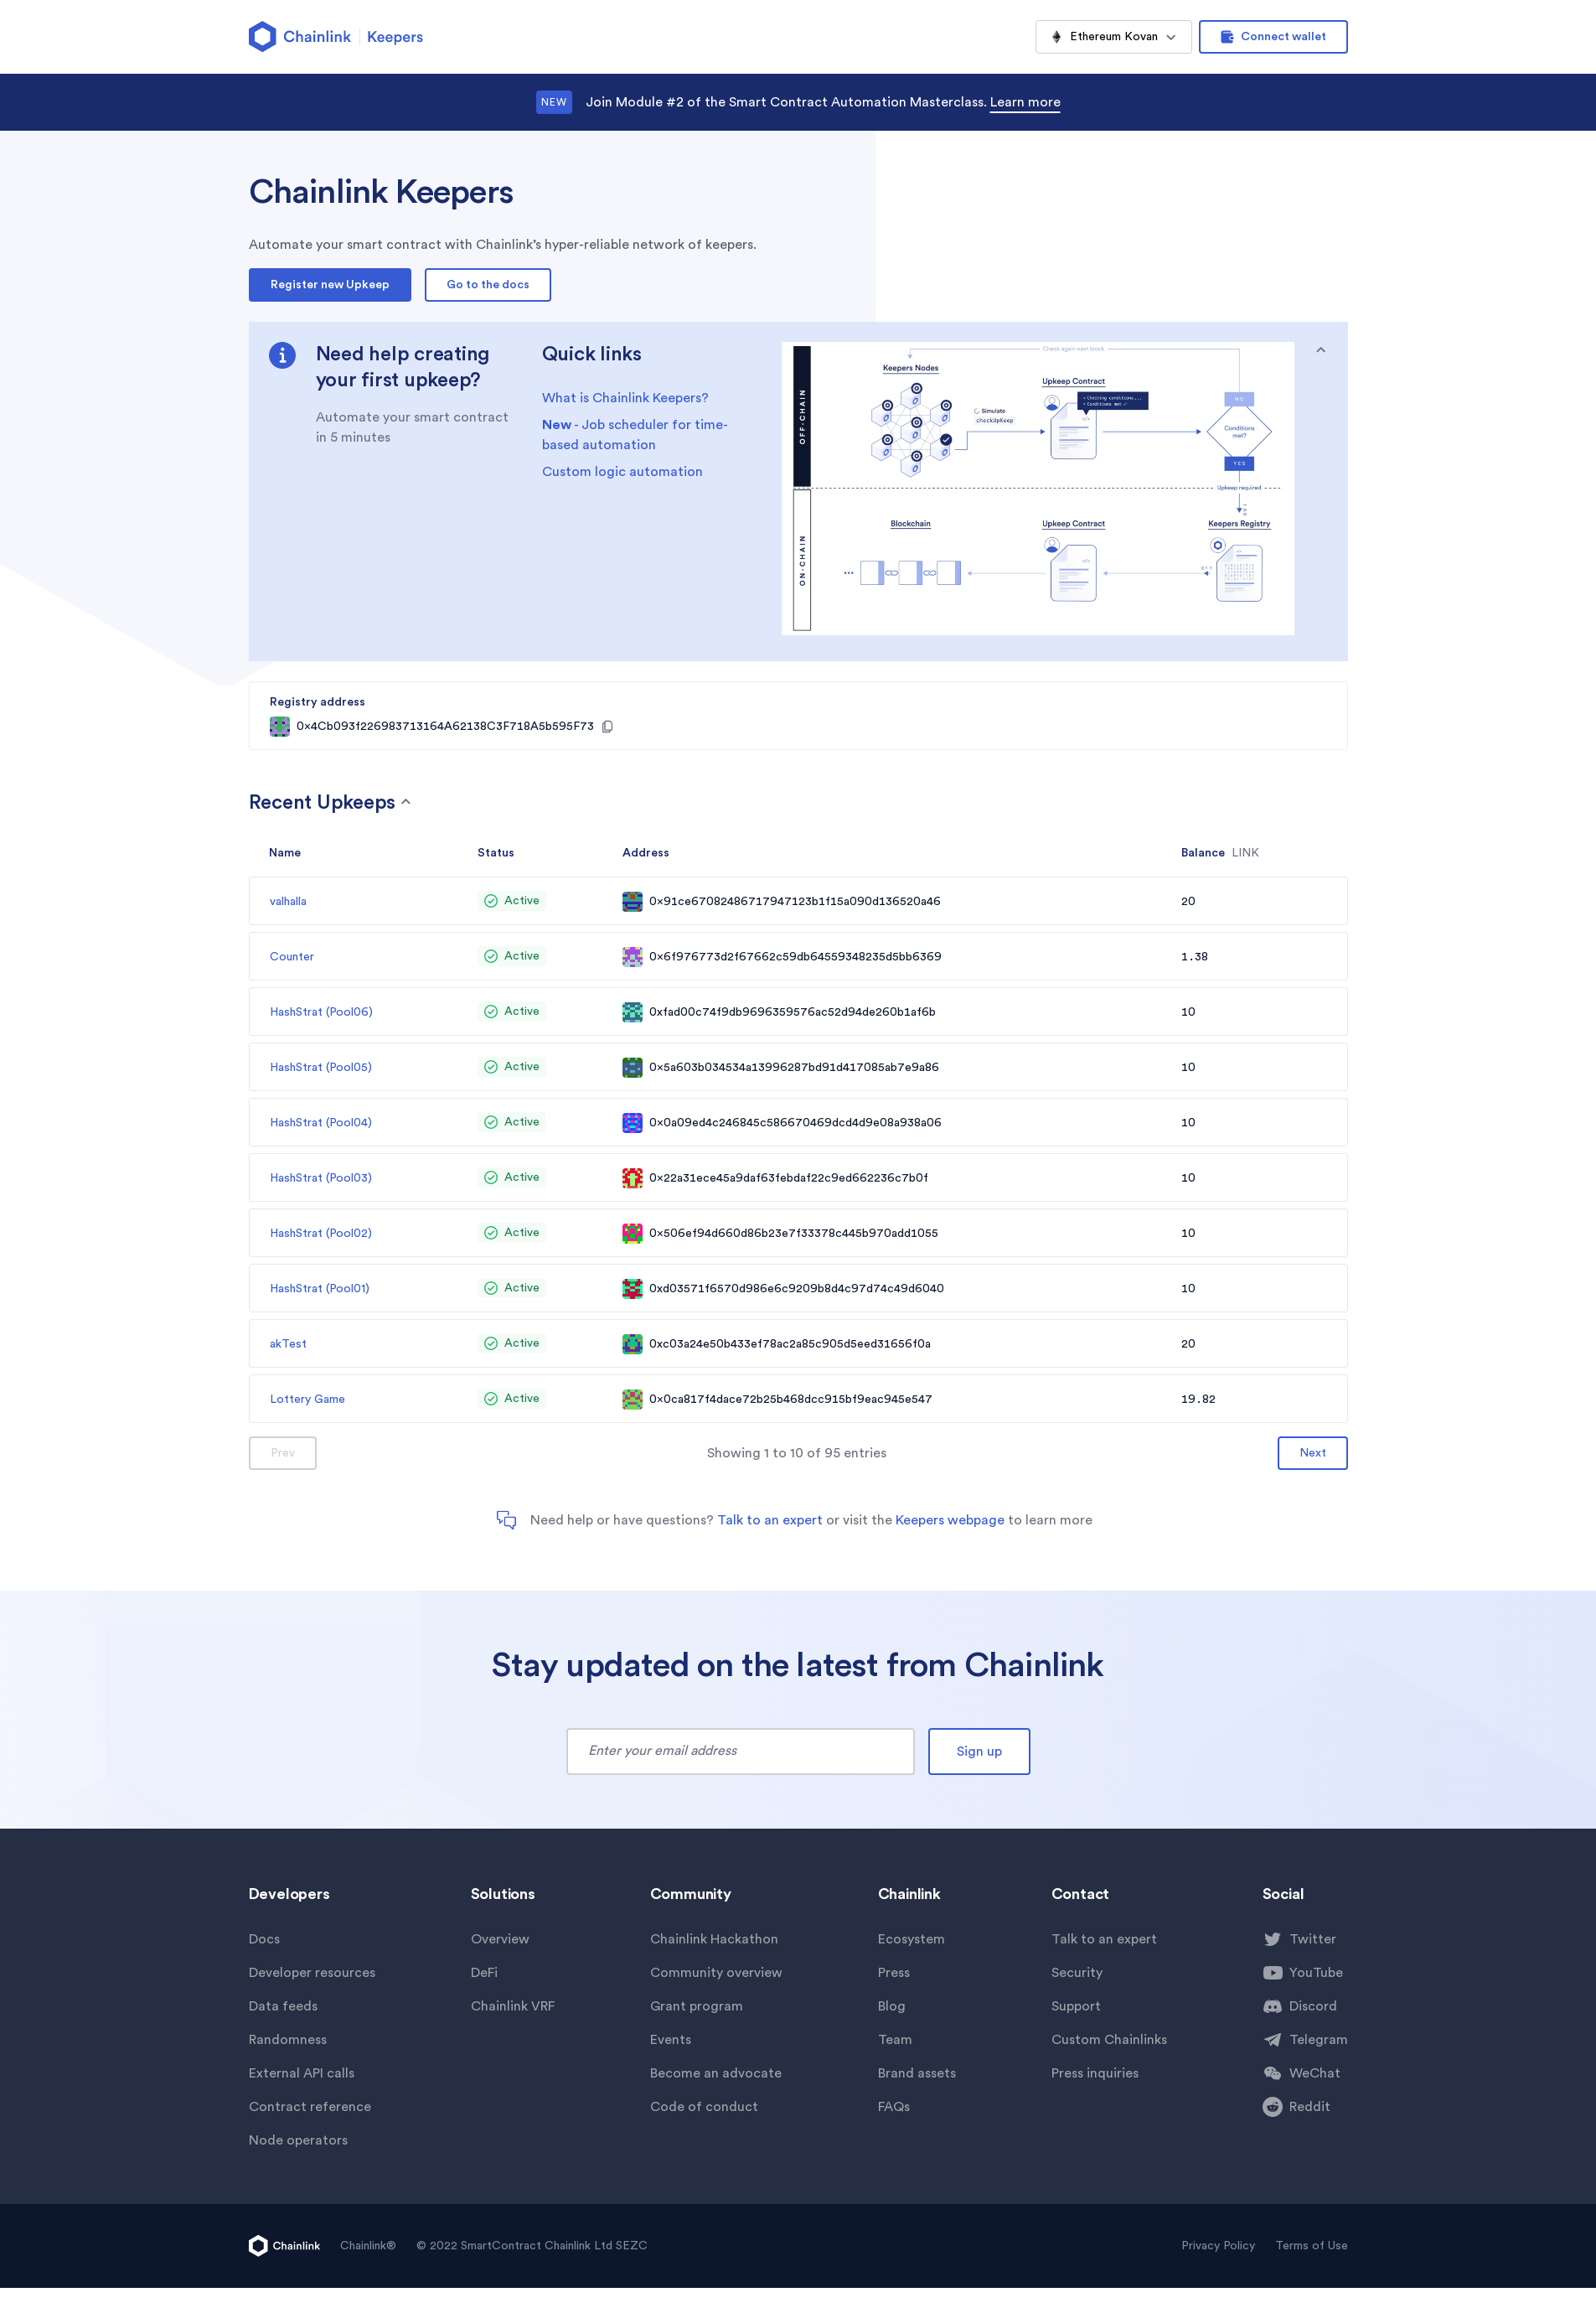 Chainlink Keepers
Ethereum Kovan
Connect wallet
NEW Join Module #2 of the Smart Contract Automation Masterclass. Learn more
Chainlink Keepers
Automate your smart contract with Chainlink’s hyper-reliable network of keepers.
Register new Upkeep
Go to the docs
Need help creating
your first upkeep?
Automate your smart contract
in 5 minutes
Quick links
What is Chainlink Keepers?
New - Job scheduler for time-
based automation
Custom logic automation
Check again next block
OFF-CHAIN
Keepers Nodes
Simulate
checkUpKeep
Upkeep Contract
Checking conditions...
Conditions met
NO
Conditions
met?
YES
Upkeep required
ON-CHAIN
Blockchain
Upkeep Contract
Keepers Registry
Registry address
0x4Cb093f226983713164A62138C3F718A5b595F73
Recent Upkeeps
Name Status Address Balance LINK
valhalla Active 0x91ce67082486717947123b1f15a090d136520a46 20
Counter Active 0x6f976773d2f67662c59db64559348235d5bb6369 1.38
HashStrat (Pool06) Active 0xfad00c74f9db9696359576ac52d94de260b1af6b 10
HashStrat (Pool05) Active 0x5a603b034534a13996287bd91d417085ab7e9a86 10
HashStrat (Pool04) Active 0x0a09ed4c246845c586670469dcd4d9e08a938a06 10
HashStrat (Pool03) Active 0x22a31ece45a9daf63febdaf22c9ed662236c7b0f 10
HashStrat (Pool02) Active 0x506ef94d660d86b23e7f33378c445b970add1055 10
HashStrat (Pool01) Active 0xd03571f6570d986e6c9209b8d4c97d74c49d6040 10
akTest Active 0xc03a24e50b433ef78ac2a85c905d5eed31656f0a 20
Lottery Game Active 0x0ca817f4dace72b25b468dcc915bf9eac945e547 19.82
Prev
Showing 1 to 10 of 95 entries
Next
Need help or have questions? Talk to an expert or visit the Keepers webpage to learn more
Stay updated on the latest from Chainlink
Enter your email address
Sign up
Developers
Docs
Developer resources
Data feeds
Randomness
External API calls
Contract reference
Node operators
Solutions
Overview
DeFi
Chainlink VRF
Community
Chainlink Hackathon
Community overview
Grant program
Events
Become an advocate
Code of conduct
Chainlink
Ecosystem
Press
Blog
Team
Brand assets
FAQs
Contact
Talk to an expert
Security
Support
Custom Chainlinks
Press inquiries
Social
Twitter
YouTube
Discord
Telegram
WeChat
Reddit
Chainlink Chainlink® © 2022 SmartContract Chainlink Ltd SEZC
Privacy Policy Terms of Use